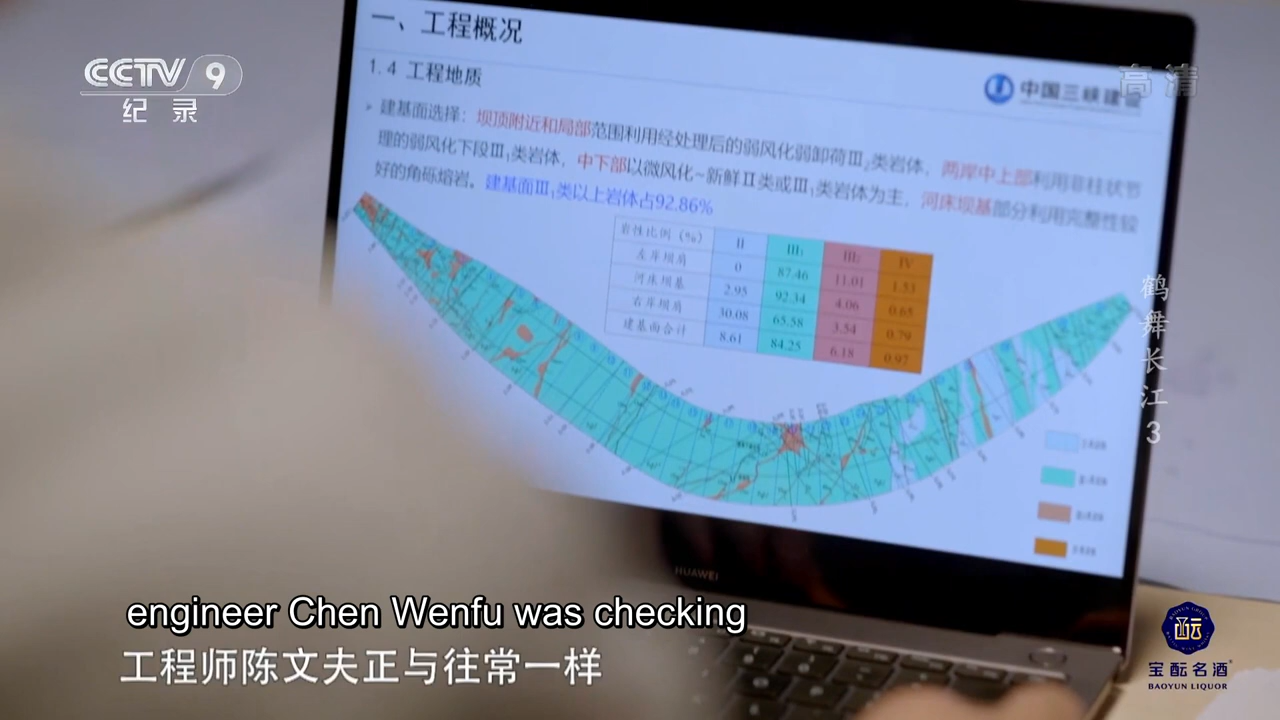 CCTV 9
纪录
高清
一、工程概况
1.4 工程地质
中国三峡建设
建基面选择：坝顶附近和局部范围利用经处理后的弱风化弱卸荷III₂类岩体，两岸中上部利用非柱状节
理的弱风化下段III₁类岩体，中下部以微风化~新鲜II类或III₁类岩体为主，河床坝基部分利用完整性较
好的角砾熔岩。建基面III₁类以上岩体占92.86%
岩性比例（%） II III₁ III₂ IV
左岸坝肩 0 87.46 11.01 1.53
河床坝基 2.95 92.34 4.06 0.65
右岸坝肩 30.08 65.58 3.54 0.79
建基面合计 8.61 84.25 6.18 0.97
鹤舞长江 3
HUAWEI
engineer Chen Wenfu was checking
工程师陈文夫正与往常一样
酝
宝酝名酒
BAOYUN LIQUOR